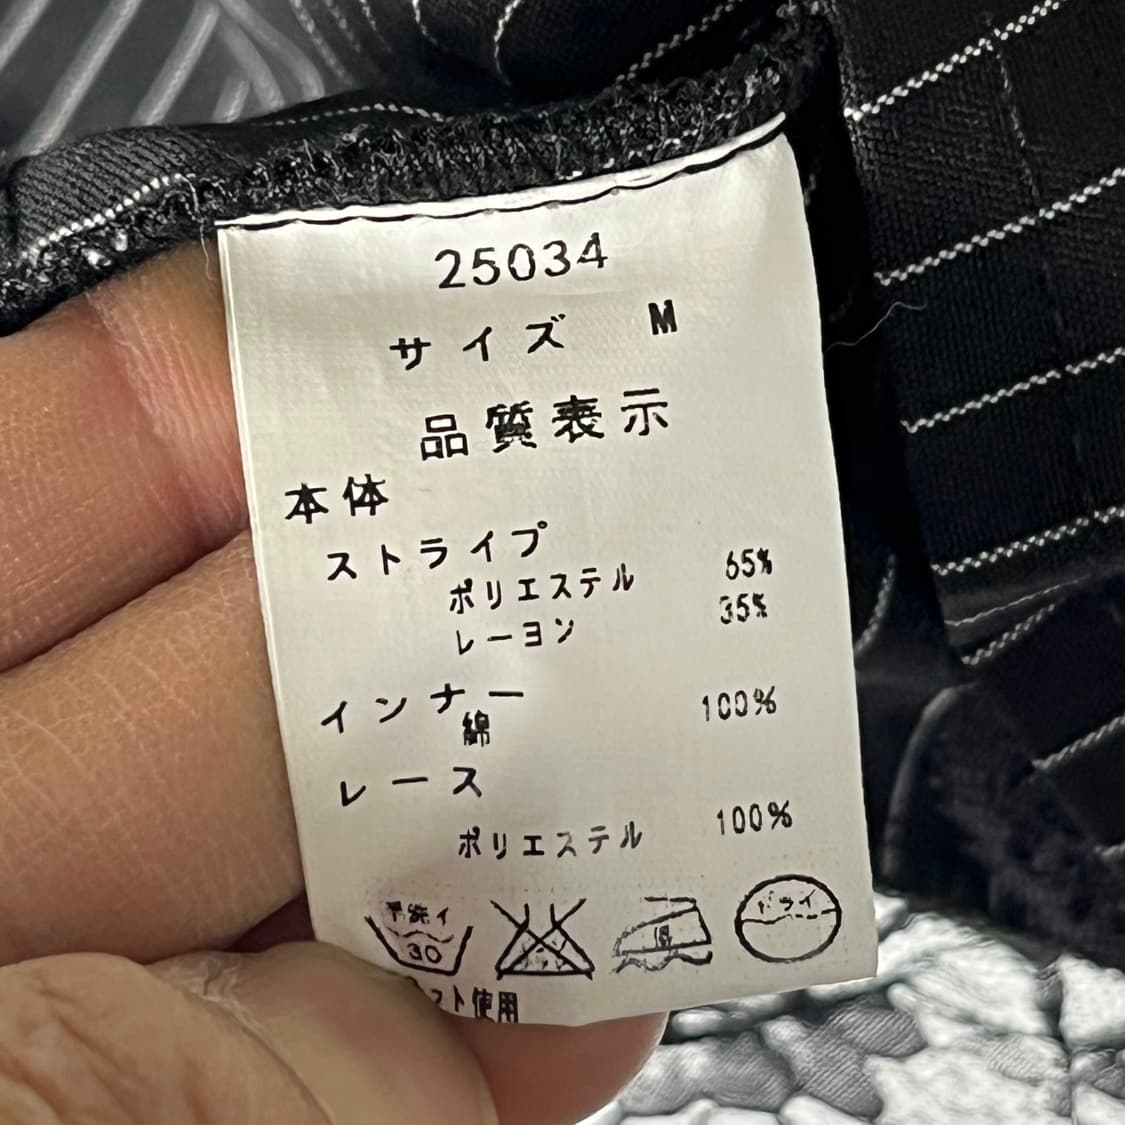 25034
サイズ M
品質表示
本体
ストライプ
ポリエステル 65%
レーヨン 35%
インナー
綿 100%
レース
ポリエステル 100%
手洗イ
30
ドライ
使用